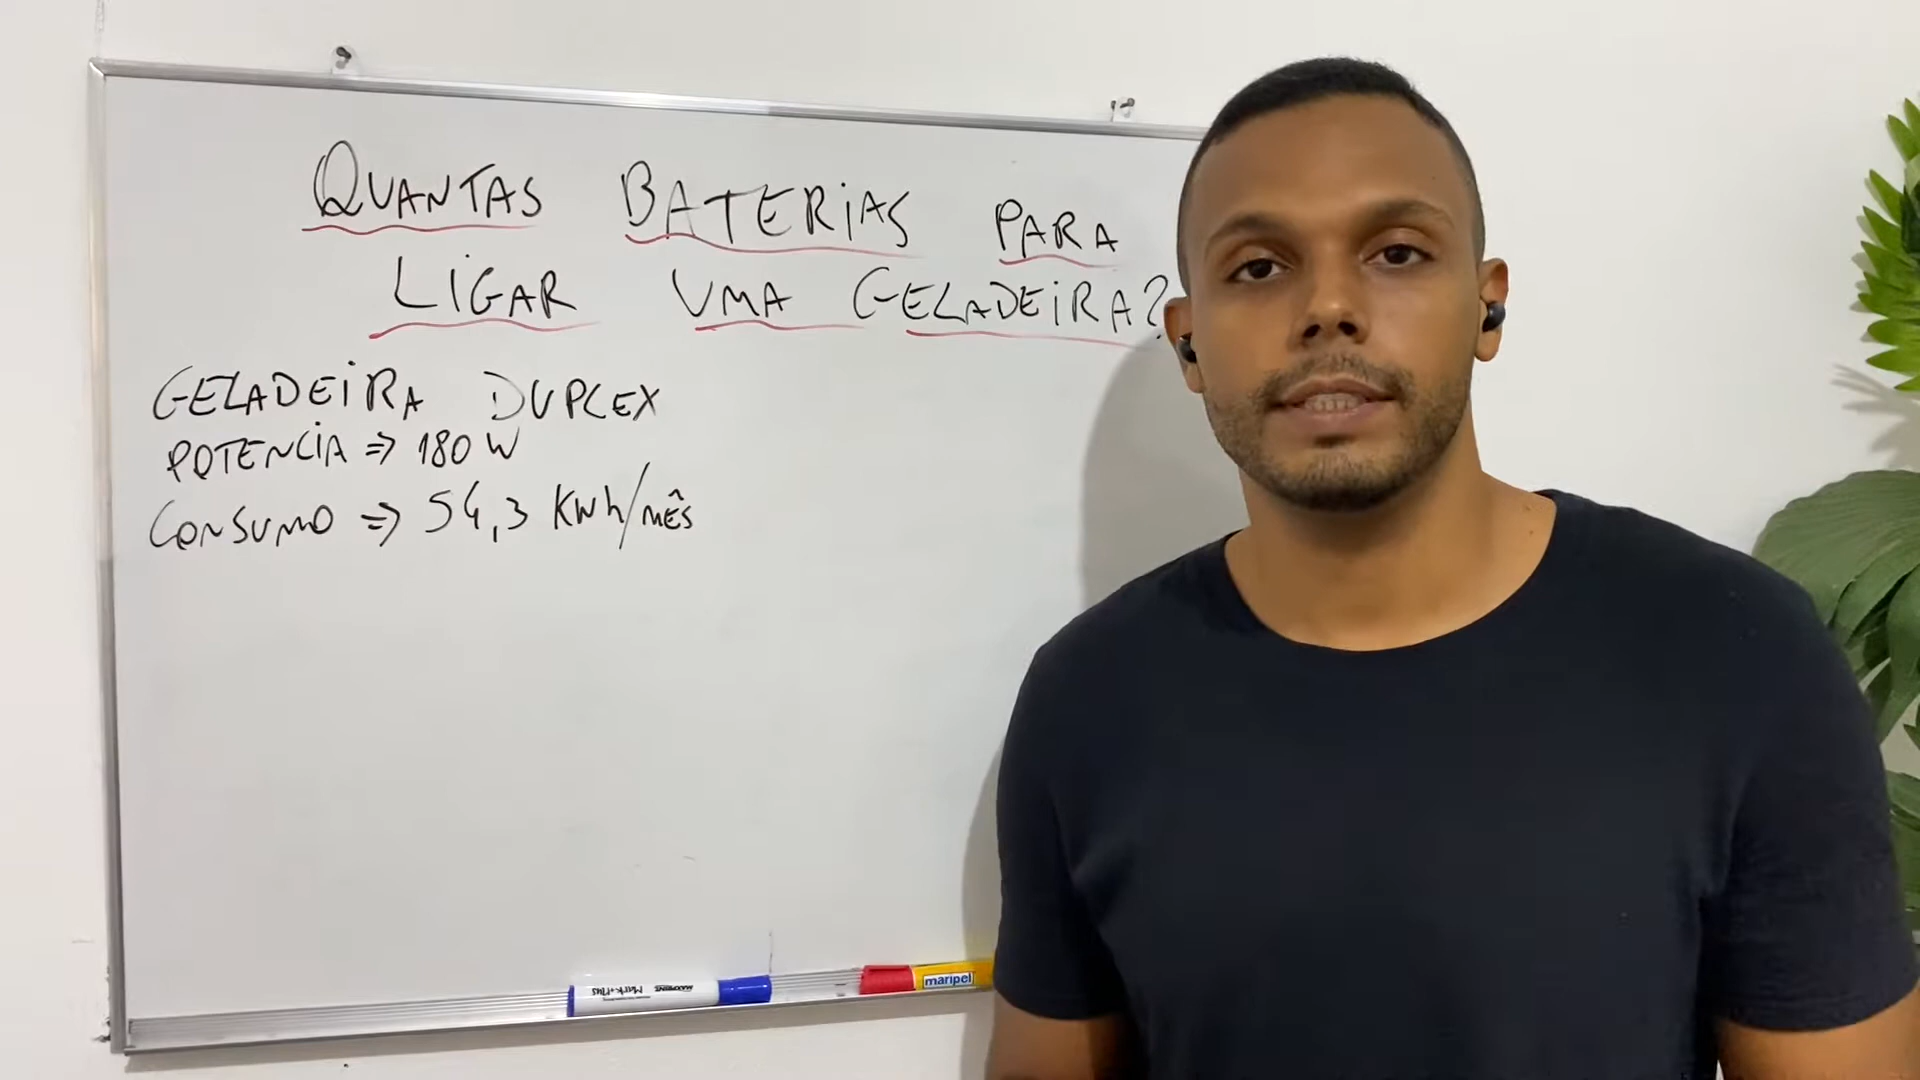 QUANTAS BATERIAS PARA
LIGAR UMA GELADEIRA?
GELADEIRA DUPLEX
POTENCIA => 180 W
CONSUMO => 54,3 KWh/MÊS
maripel